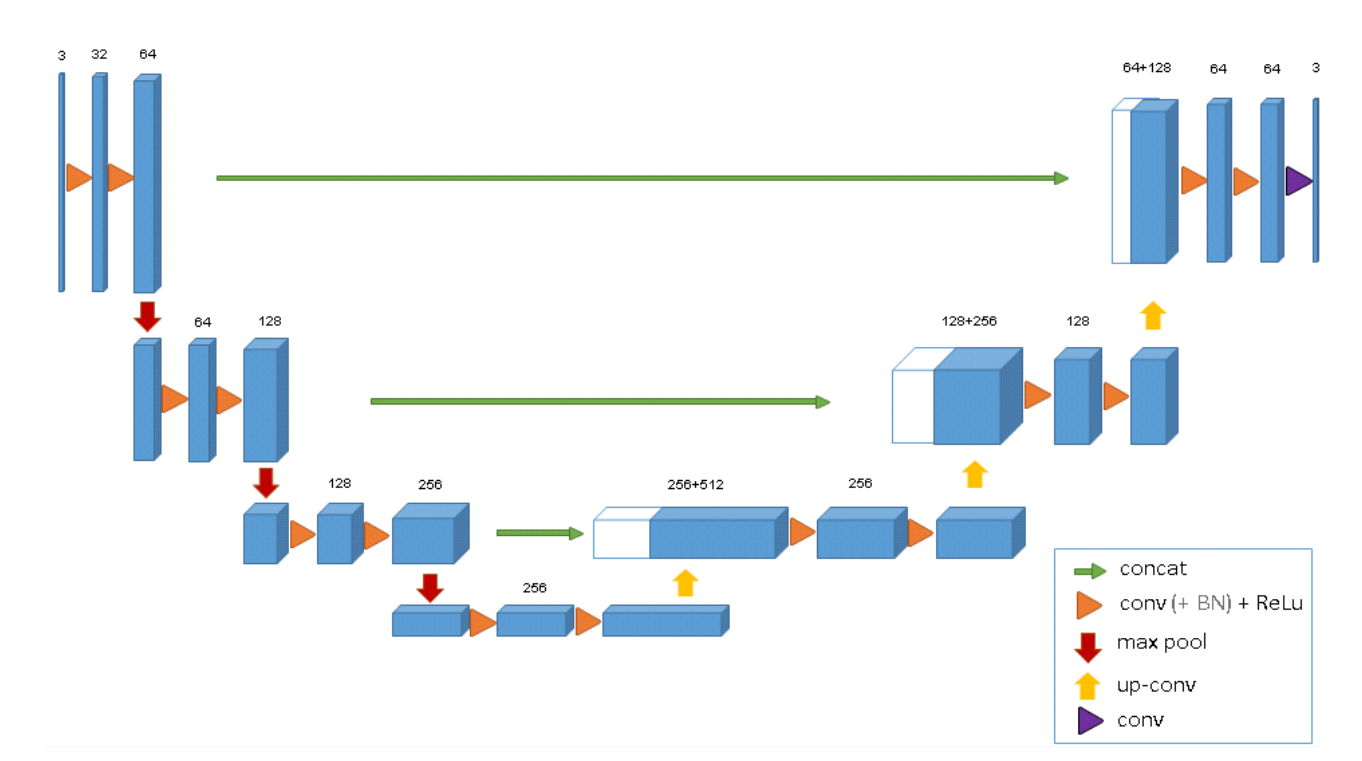 3 32 64
64+128 64 64 3
64 128
128+256 128
128 256
256+512 256
256
concat
conv (+ BN) + ReLu
max pool
up-conv
conv